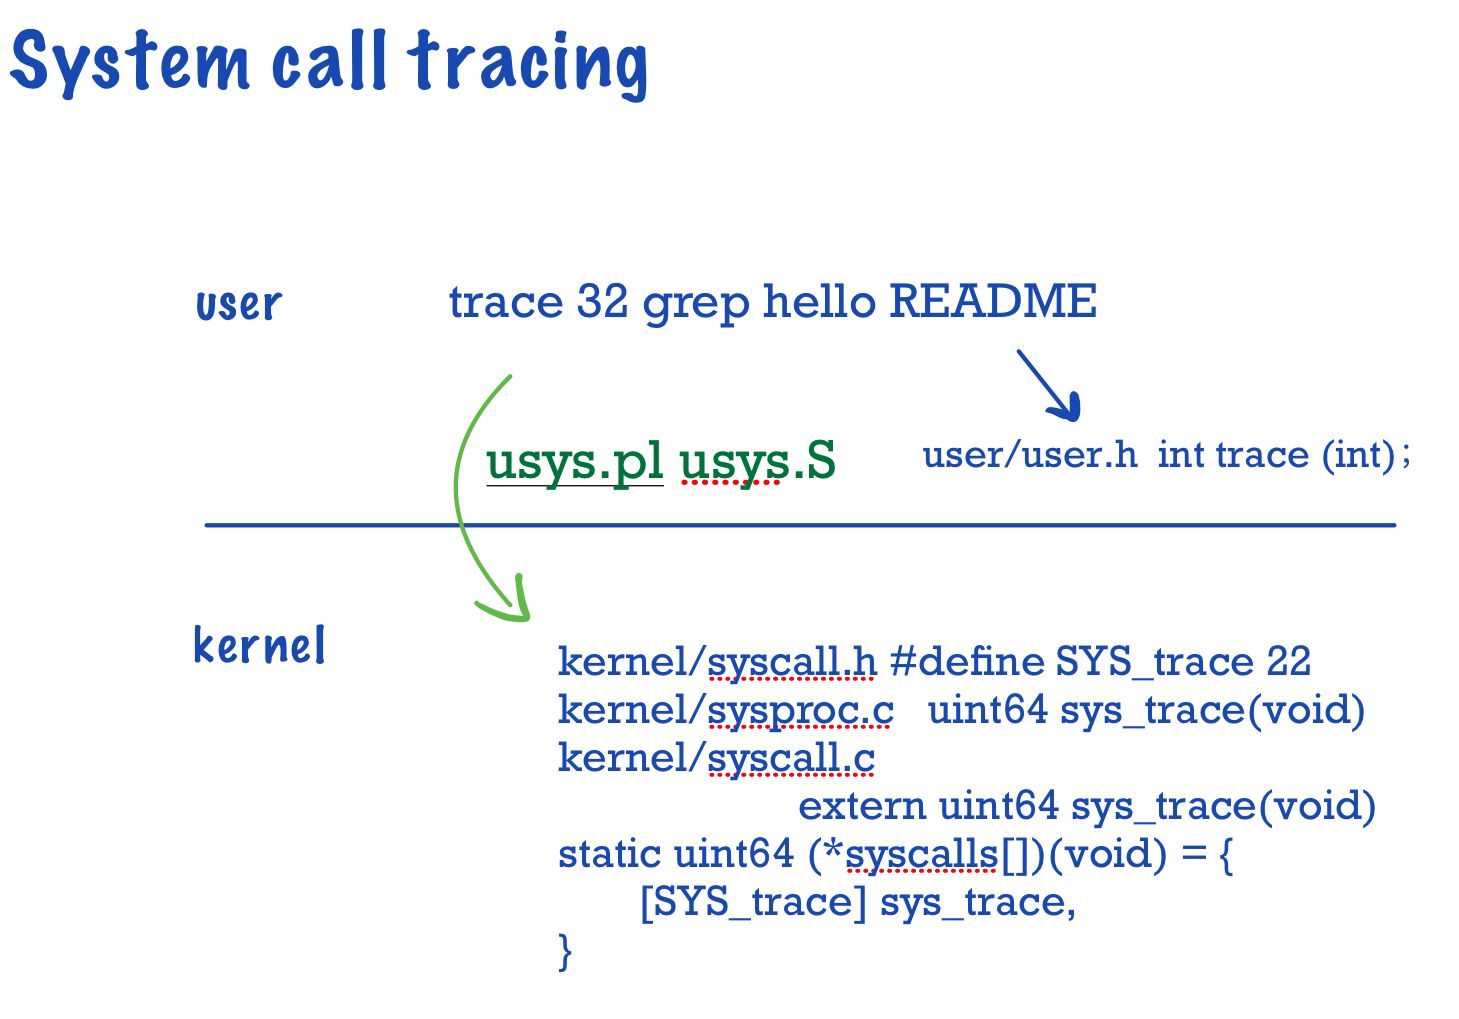 System call tracing
user trace 32 grep hello README
usys.pl usys.S user/user.h int trace (int);
kernel
kernel/syscall.h #define SYS_trace 22
kernel/sysproc.c uint64 sys_trace(void)
kernel/syscall.c
extern uint64 sys_trace(void)
static uint64 (*syscalls[])(void) = {
[SYS_trace] sys_trace,
}